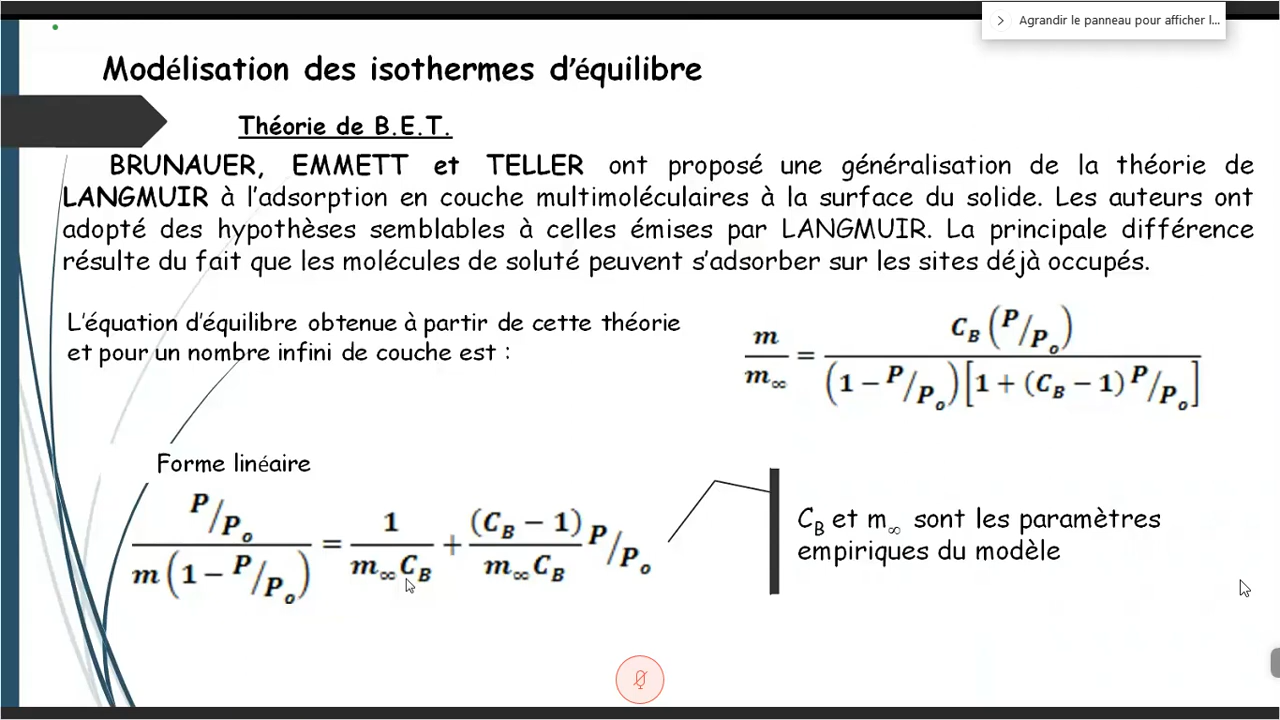 Agrandir le panneau pour afficher l...
Modélisation des isothermes d'équilibre
Théorie de B.E.T.
BRUNAUER, EMMETT et TELLER ont proposé une généralisation de la théorie de
LANGMUIR à l'adsorption en couche multimoléculaires à la surface du solide. Les auteurs ont
adopté des hypothèses semblables à celles émises par LANGMUIR. La principale différence
résulte du fait que les molécules de soluté peuvent s'adsorber sur les sites déjà occupés.
L'équation d'équilibre obtenue à partir de cette théorie
et pour un nombre infini de couche est :
m/m∞ = C_B (P/P_o) / (1 − P/P_o)[1 + (C_B − 1) P/P_o]
Forme linéaire
P/P_o / m(1 − P/P_o) = 1/m∞C_B + (C_B − 1)/m∞C_B P/P_o
C_B et m∞ sont les paramètres
empiriques du modèle